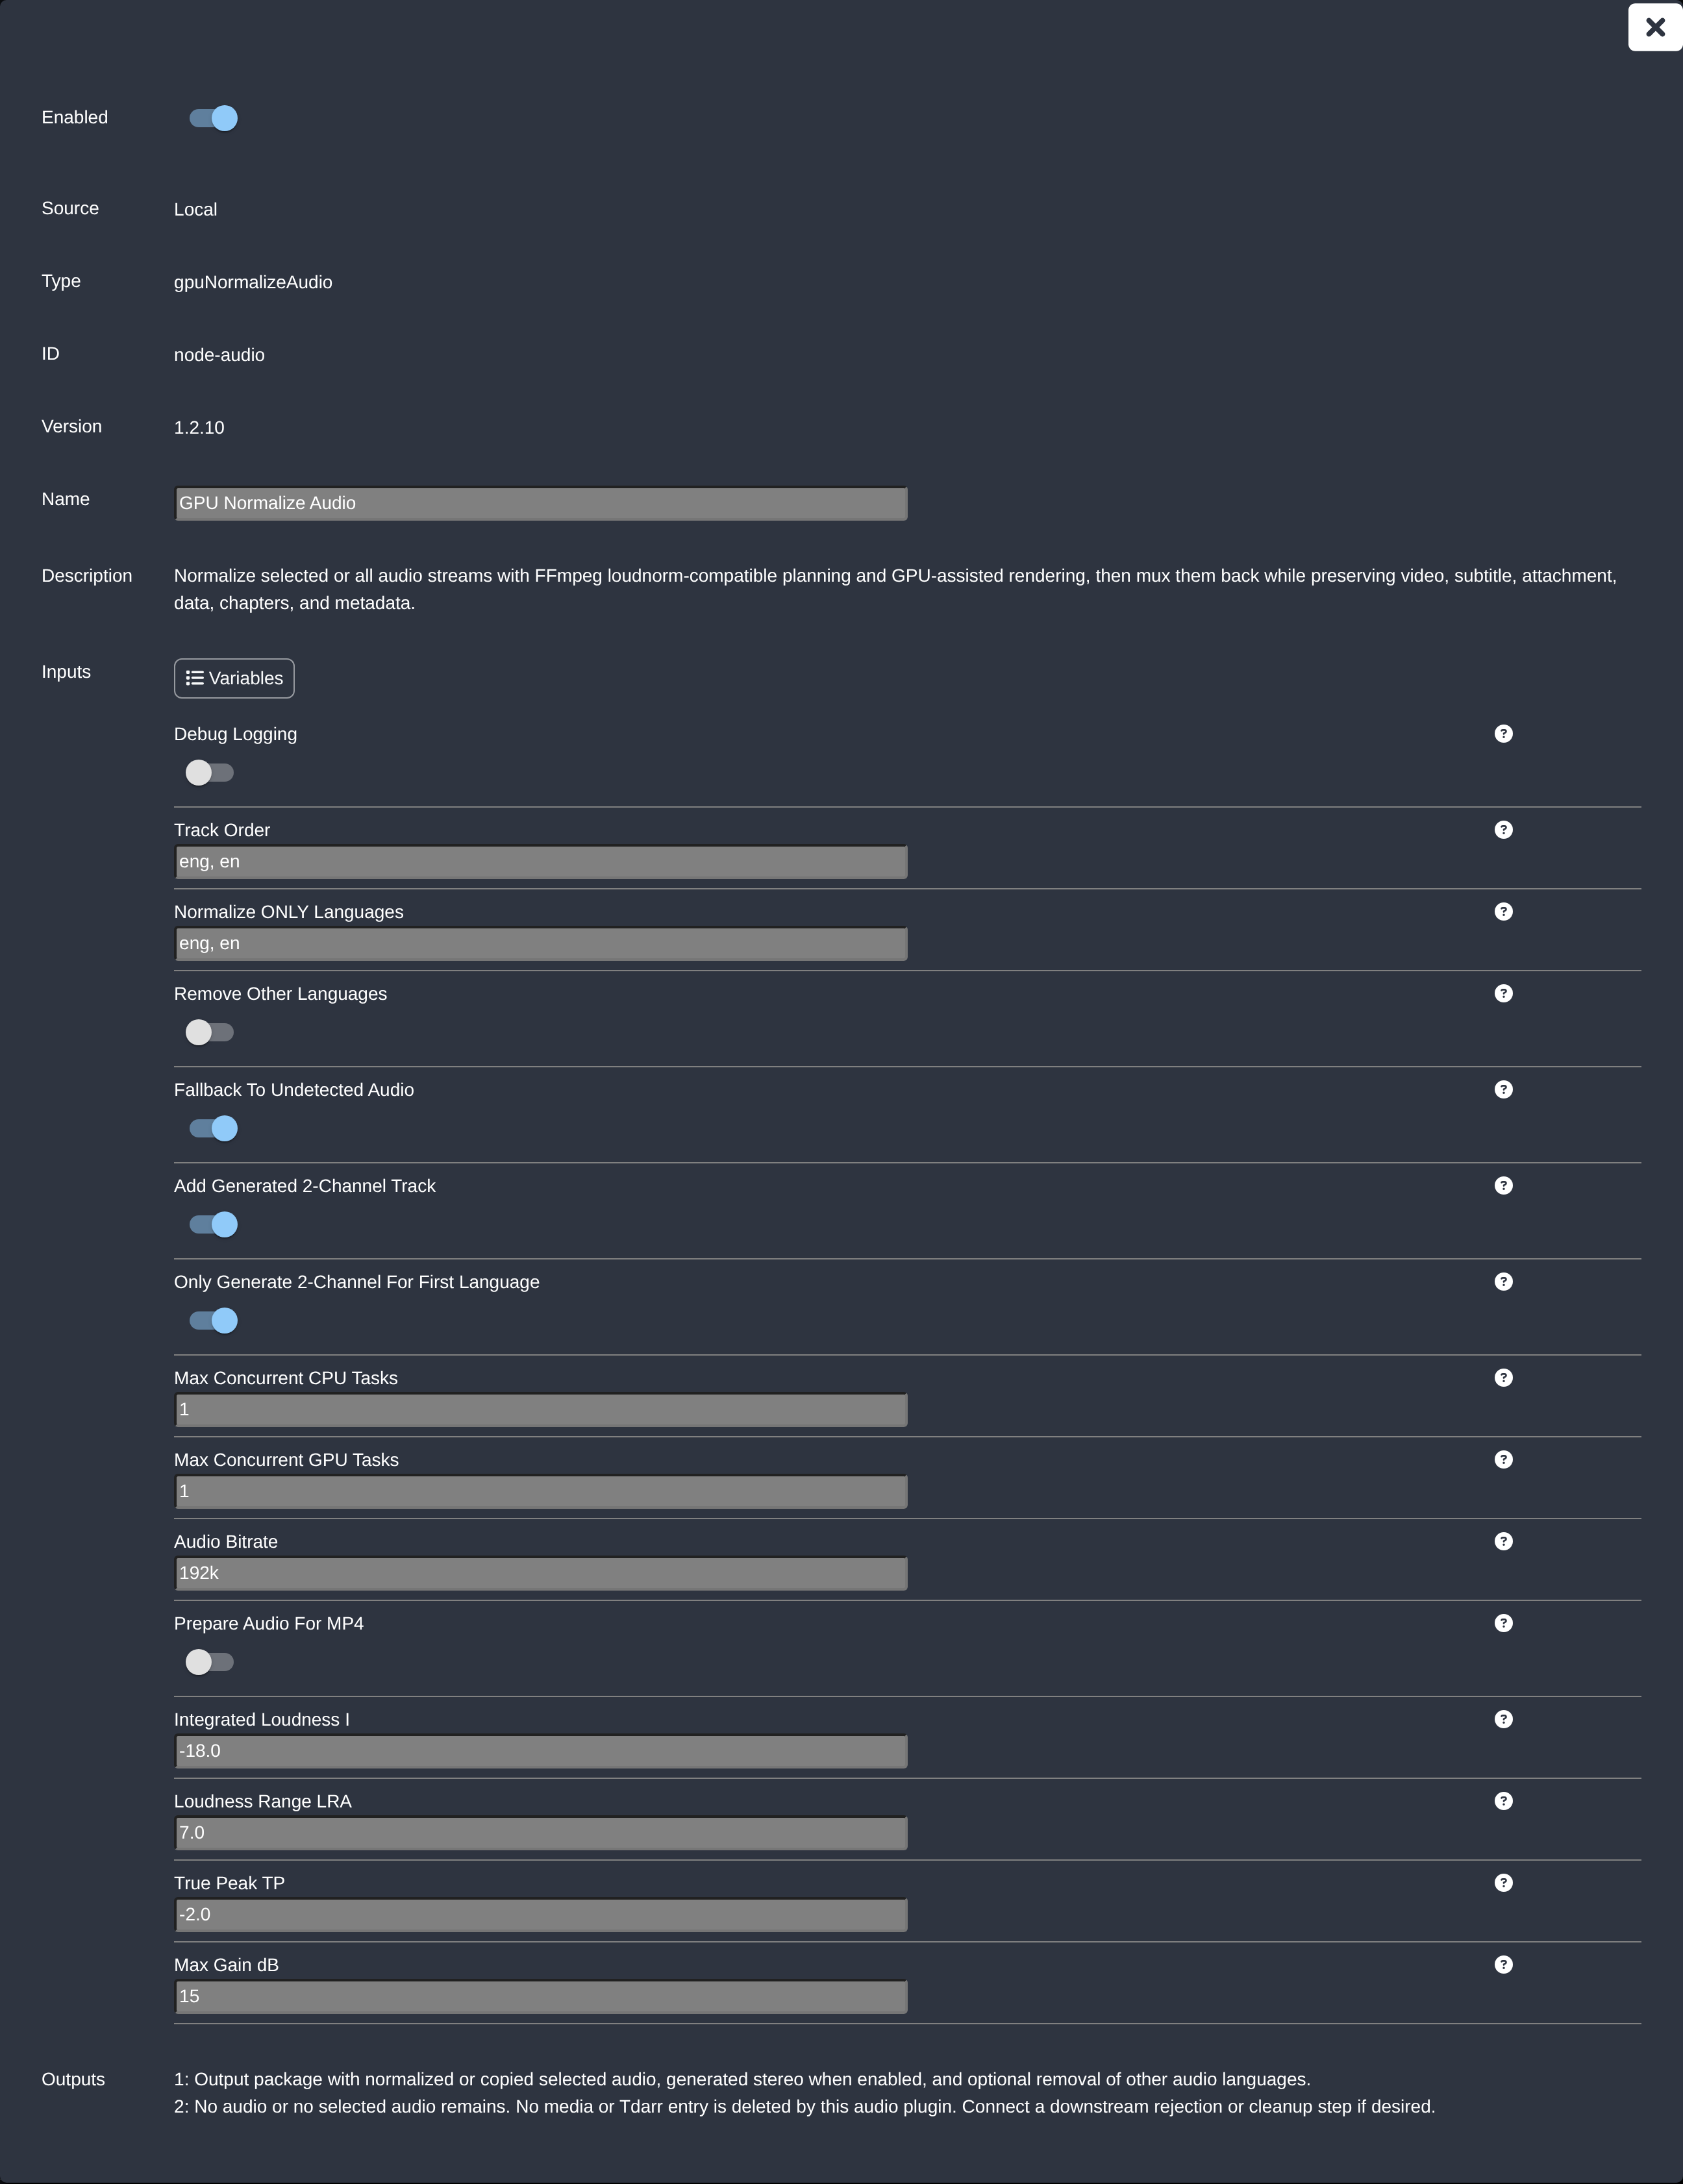 Enabled
Source Local
Type gpuNormalizeAudio
ID node-audio
Version 1.2.10
Name GPU Normalize Audio
Description Normalize selected or all audio streams with FFmpeg loudnorm-compatible planning and GPU-assisted rendering, then mux them back while preserving video, subtitle, attachment,
data, chapters, and metadata.
Inputs Variables
Debug Logging ?
Track Order ?
eng, en
Normalize ONLY Languages ?
eng, en
Remove Other Languages ?
Fallback To Undetected Audio ?
Add Generated 2-Channel Track ?
Only Generate 2-Channel For First Language ?
Max Concurrent CPU Tasks ?
1
Max Concurrent GPU Tasks ?
1
Audio Bitrate ?
192k
Prepare Audio For MP4 ?
Integrated Loudness I ?
-18.0
Loudness Range LRA ?
7.0
True Peak TP ?
-2.0
Max Gain dB ?
15
Outputs 1: Output package with normalized or copied selected audio, generated stereo when enabled, and optional removal of other audio languages.
2: No audio or no selected audio remains. No media or Tdarr entry is deleted by this audio plugin. Connect a downstream rejection or cleanup step if desired.